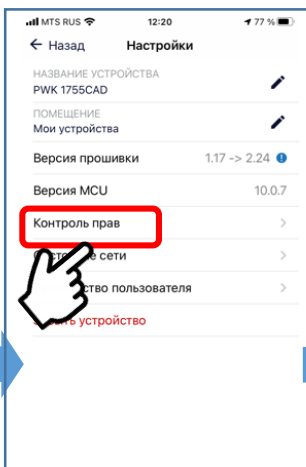 MTS RUS 12:20 77 %
Назад Настройки
НАЗВАНИЕ УСТРОЙСТВА
PWK 1755CAD
ПОМЕЩЕНИЕ
Мои устройства
Версия прошивки 1.17 -> 2.24
Версия MCU 10.0.7
Контроль прав
сети
пользователя
устройство